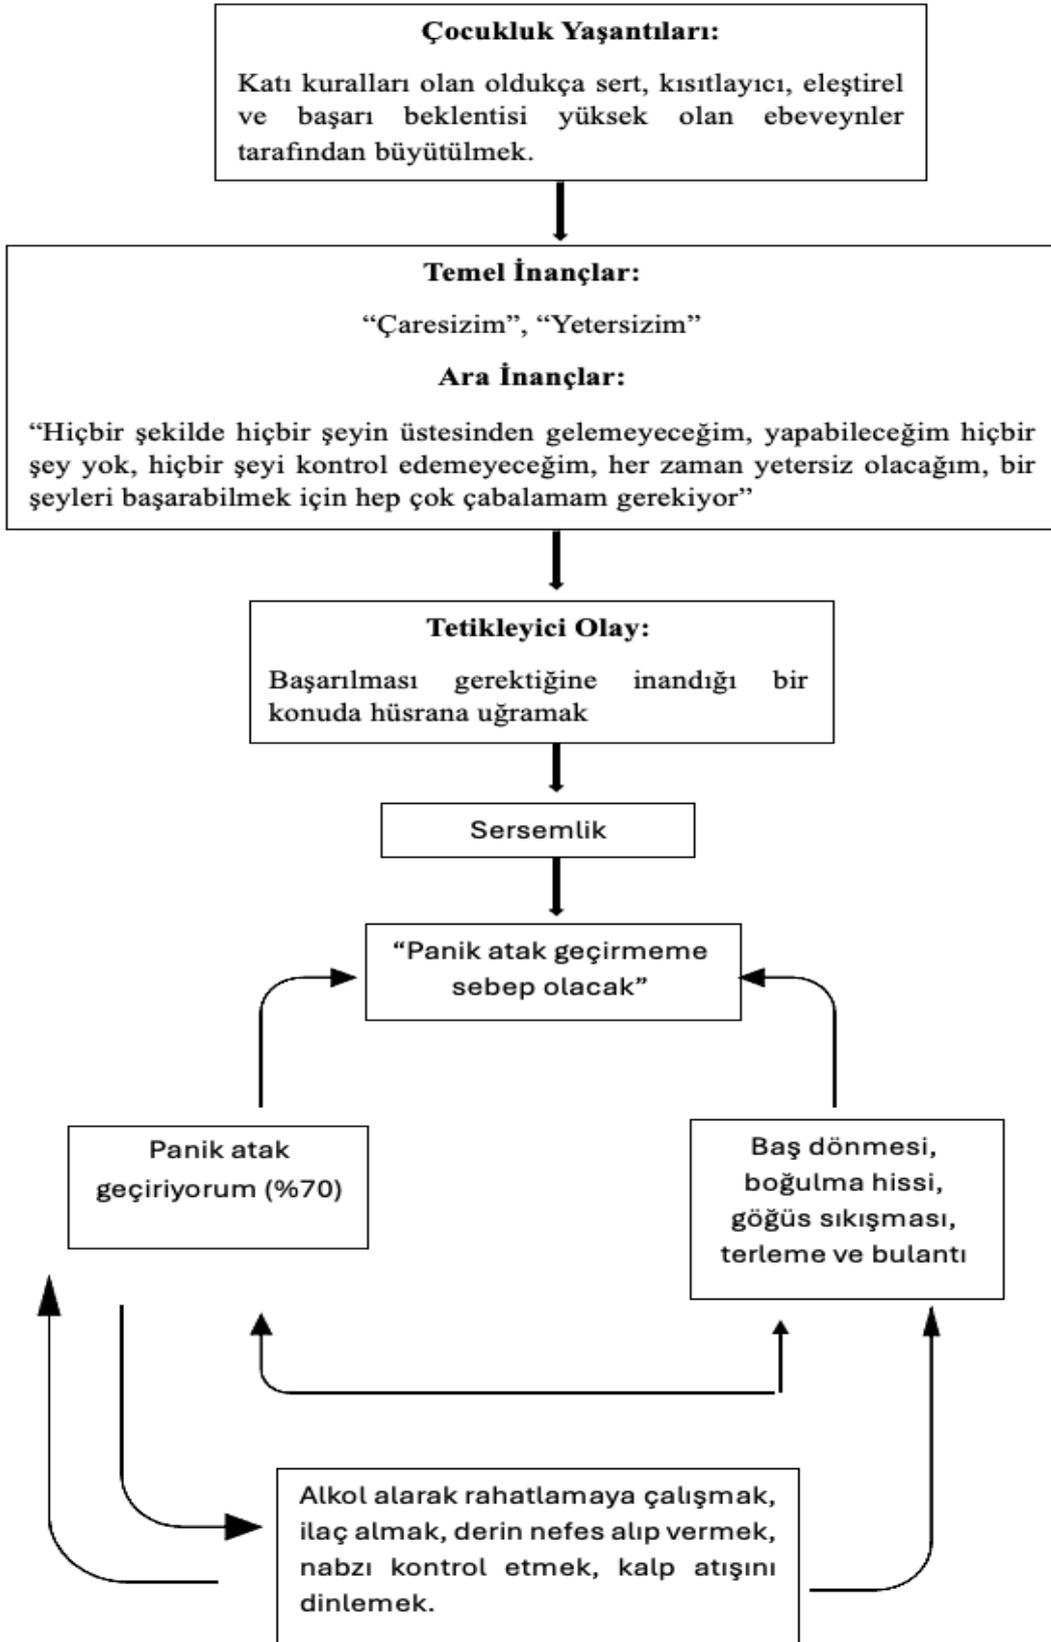 Çocukluk Yaşantıları:
Katı kuralları olan oldukça sert, kısıtlayıcı, eleştirel
ve başarı beklentisi yüksek olan ebeveynler
tarafından büyütülmek.
Temel İnançlar:
“Çaresizim”, “Yetersizim”
Ara İnançlar:
“Hiçbir şekilde hiçbir şeyin üstesinden gelemeyeceğim, yapabileceğim hiçbir
şey yok, hiçbir şeyi kontrol edemeyeceğim, her zaman yetersiz olacağım, bir
şeyleri başarabilmek için hep çok çabalamam gerekiyor”
Tetikleyici Olay:
Başarılması gerektiğine inandığı bir
konuda hüsrana uğramak
Sersemlik
“Panik atak geçirmeme
sebep olacak”
Panik atak
geçiriyorum (%70)
Baş dönmesi,
boğulma hissi,
göğüs sıkışması,
terleme ve bulantı
Alkol alarak rahatlamaya çalışmak,
ilaç almak, derin nefes alıp vermek,
nabzı kontrol etmek, kalp atışını
dinlemek.